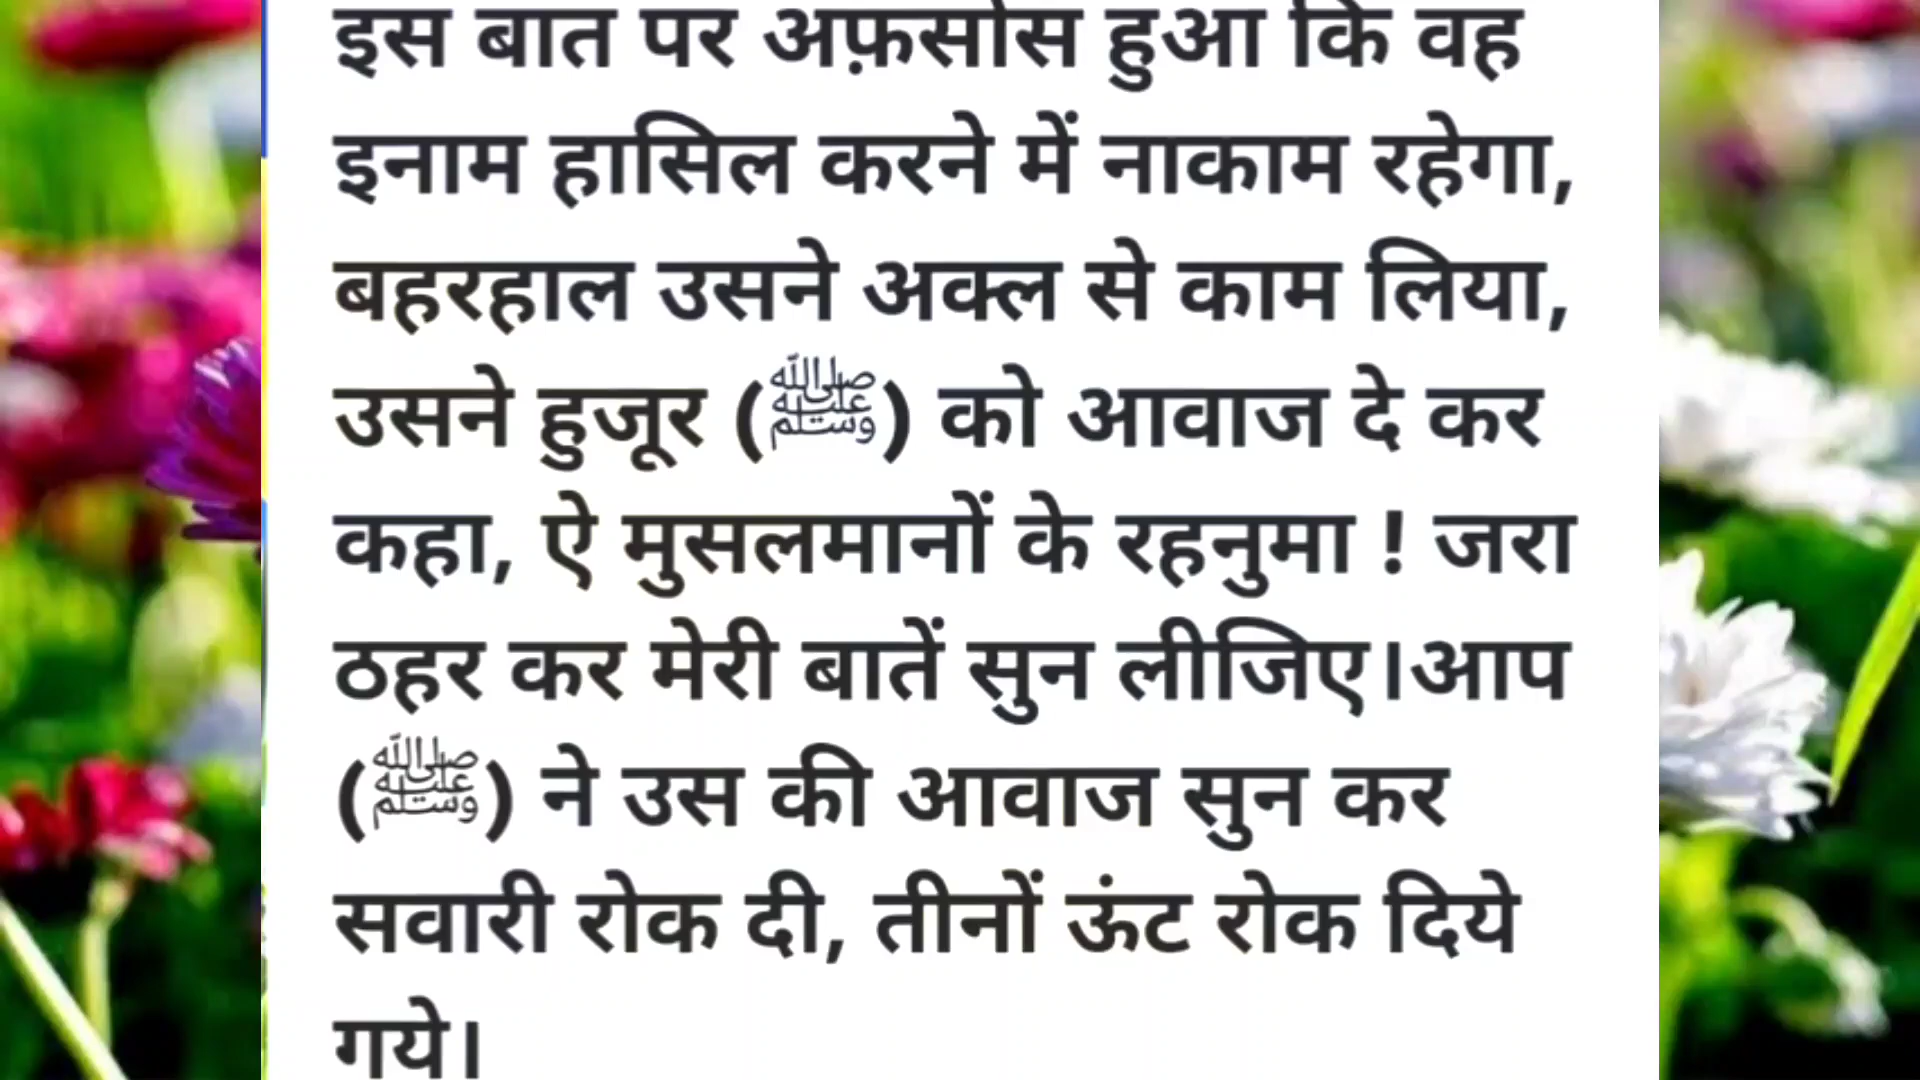 इस बात पर अफ़सोस हुआ कि वह
इनाम हासिल करने में नाकाम रहेगा,
बहरहाल उसने अक्ल से काम लिया,
उसने हुजूर (ﷺ) को आवाज दे कर
कहा, ऐ मुसलमानों के रहनुमा ! जरा
ठहर कर मेरी बातें सुन लीजिए।आप
(ﷺ) ने उस की आवाज सुन कर
सवारी रोक दी, तीनों ऊंट रोक दिये
गये।